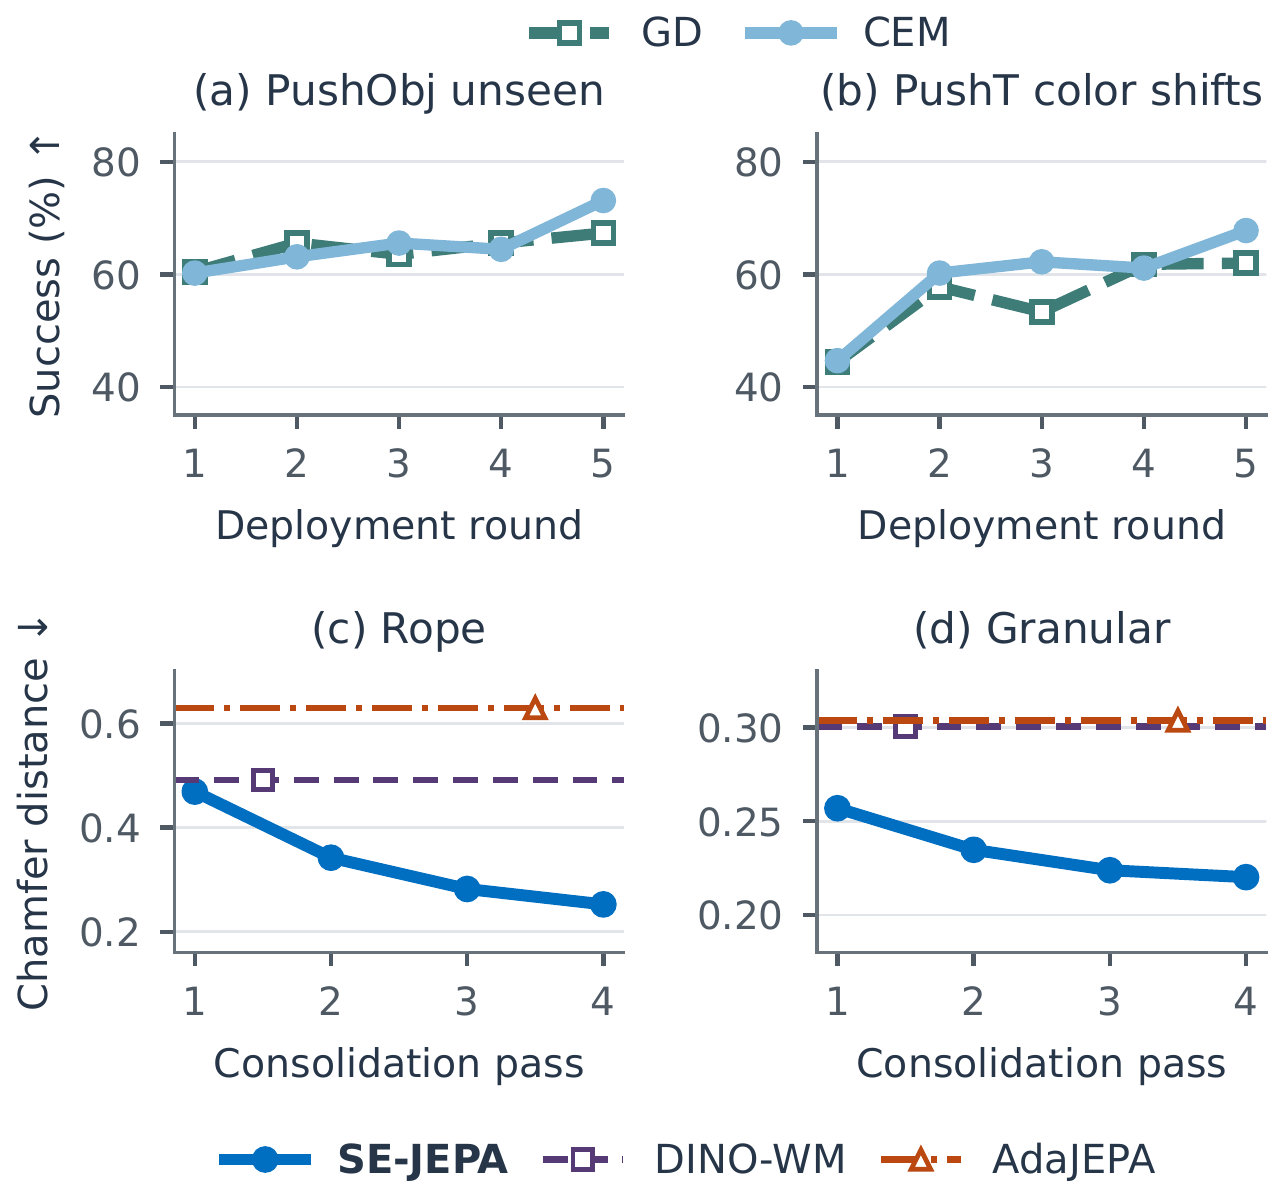 GD CEM
(a) PushObj unseen
Success (%) ↑
80
60
40
1 2 3 4 5
Deployment round
(b) PushT color shifts
80
60
40
1 2 3 4 5
Deployment round
(c) Rope
Chamfer distance ↓
0.6
0.4
0.2
1 2 3 4
Consolidation pass
(d) Granular
0.30
0.25
0.20
1 2 3 4
Consolidation pass
SE-JEPA DINO-WM AdaJEPA